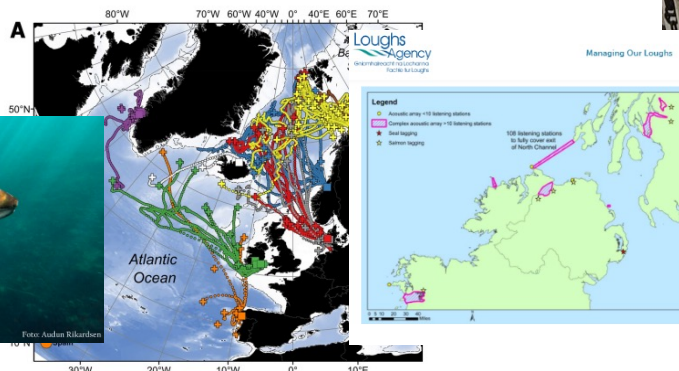 A
80°W
70°W 60°W 40°W 0° 40°E 60°E 70°E
50°N
Atlantic
Ocean
Foto: Audun Rikardsen
30°W
20°W
10°W
0°
10°E
Loughs
Agency
Managing Our Loughs
Legend
Acoustic array <10 listening stations
Complex acoustic array >10 listening stations
Seal tagging
Salmon tagging
108 listening stations
to fully cover exit
of North Channel
Miles